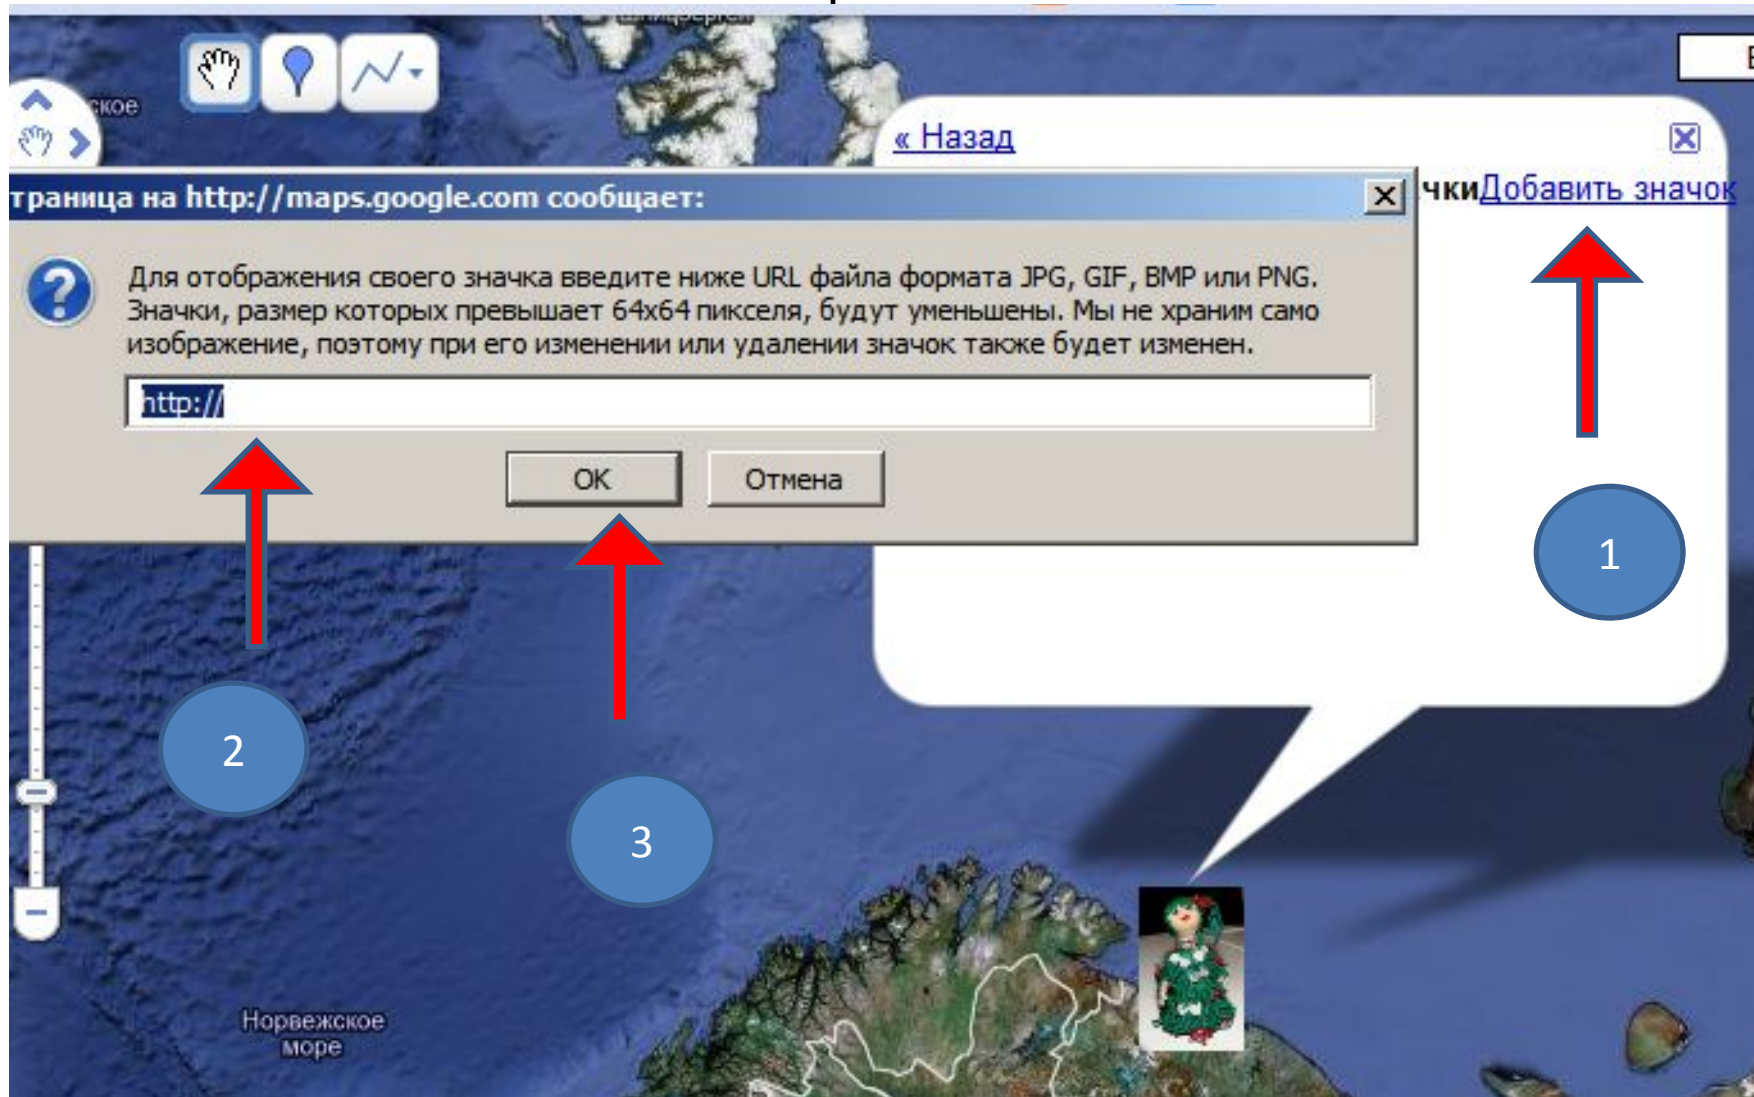 ское
« Назад
чкиДобавить значок
траница на http://maps.google.com сообщает:
Для отображения своего значка введите ниже URL файла формата JPG, GIF, BMP или PNG.
Значки, размер которых превышает 64x64 пикселя, будут уменьшены. Мы не храним само
изображение, поэтому при его изменении или удалении значок также будет изменен.
http://
OK
Отмена
1
2
3
Норвежское
море